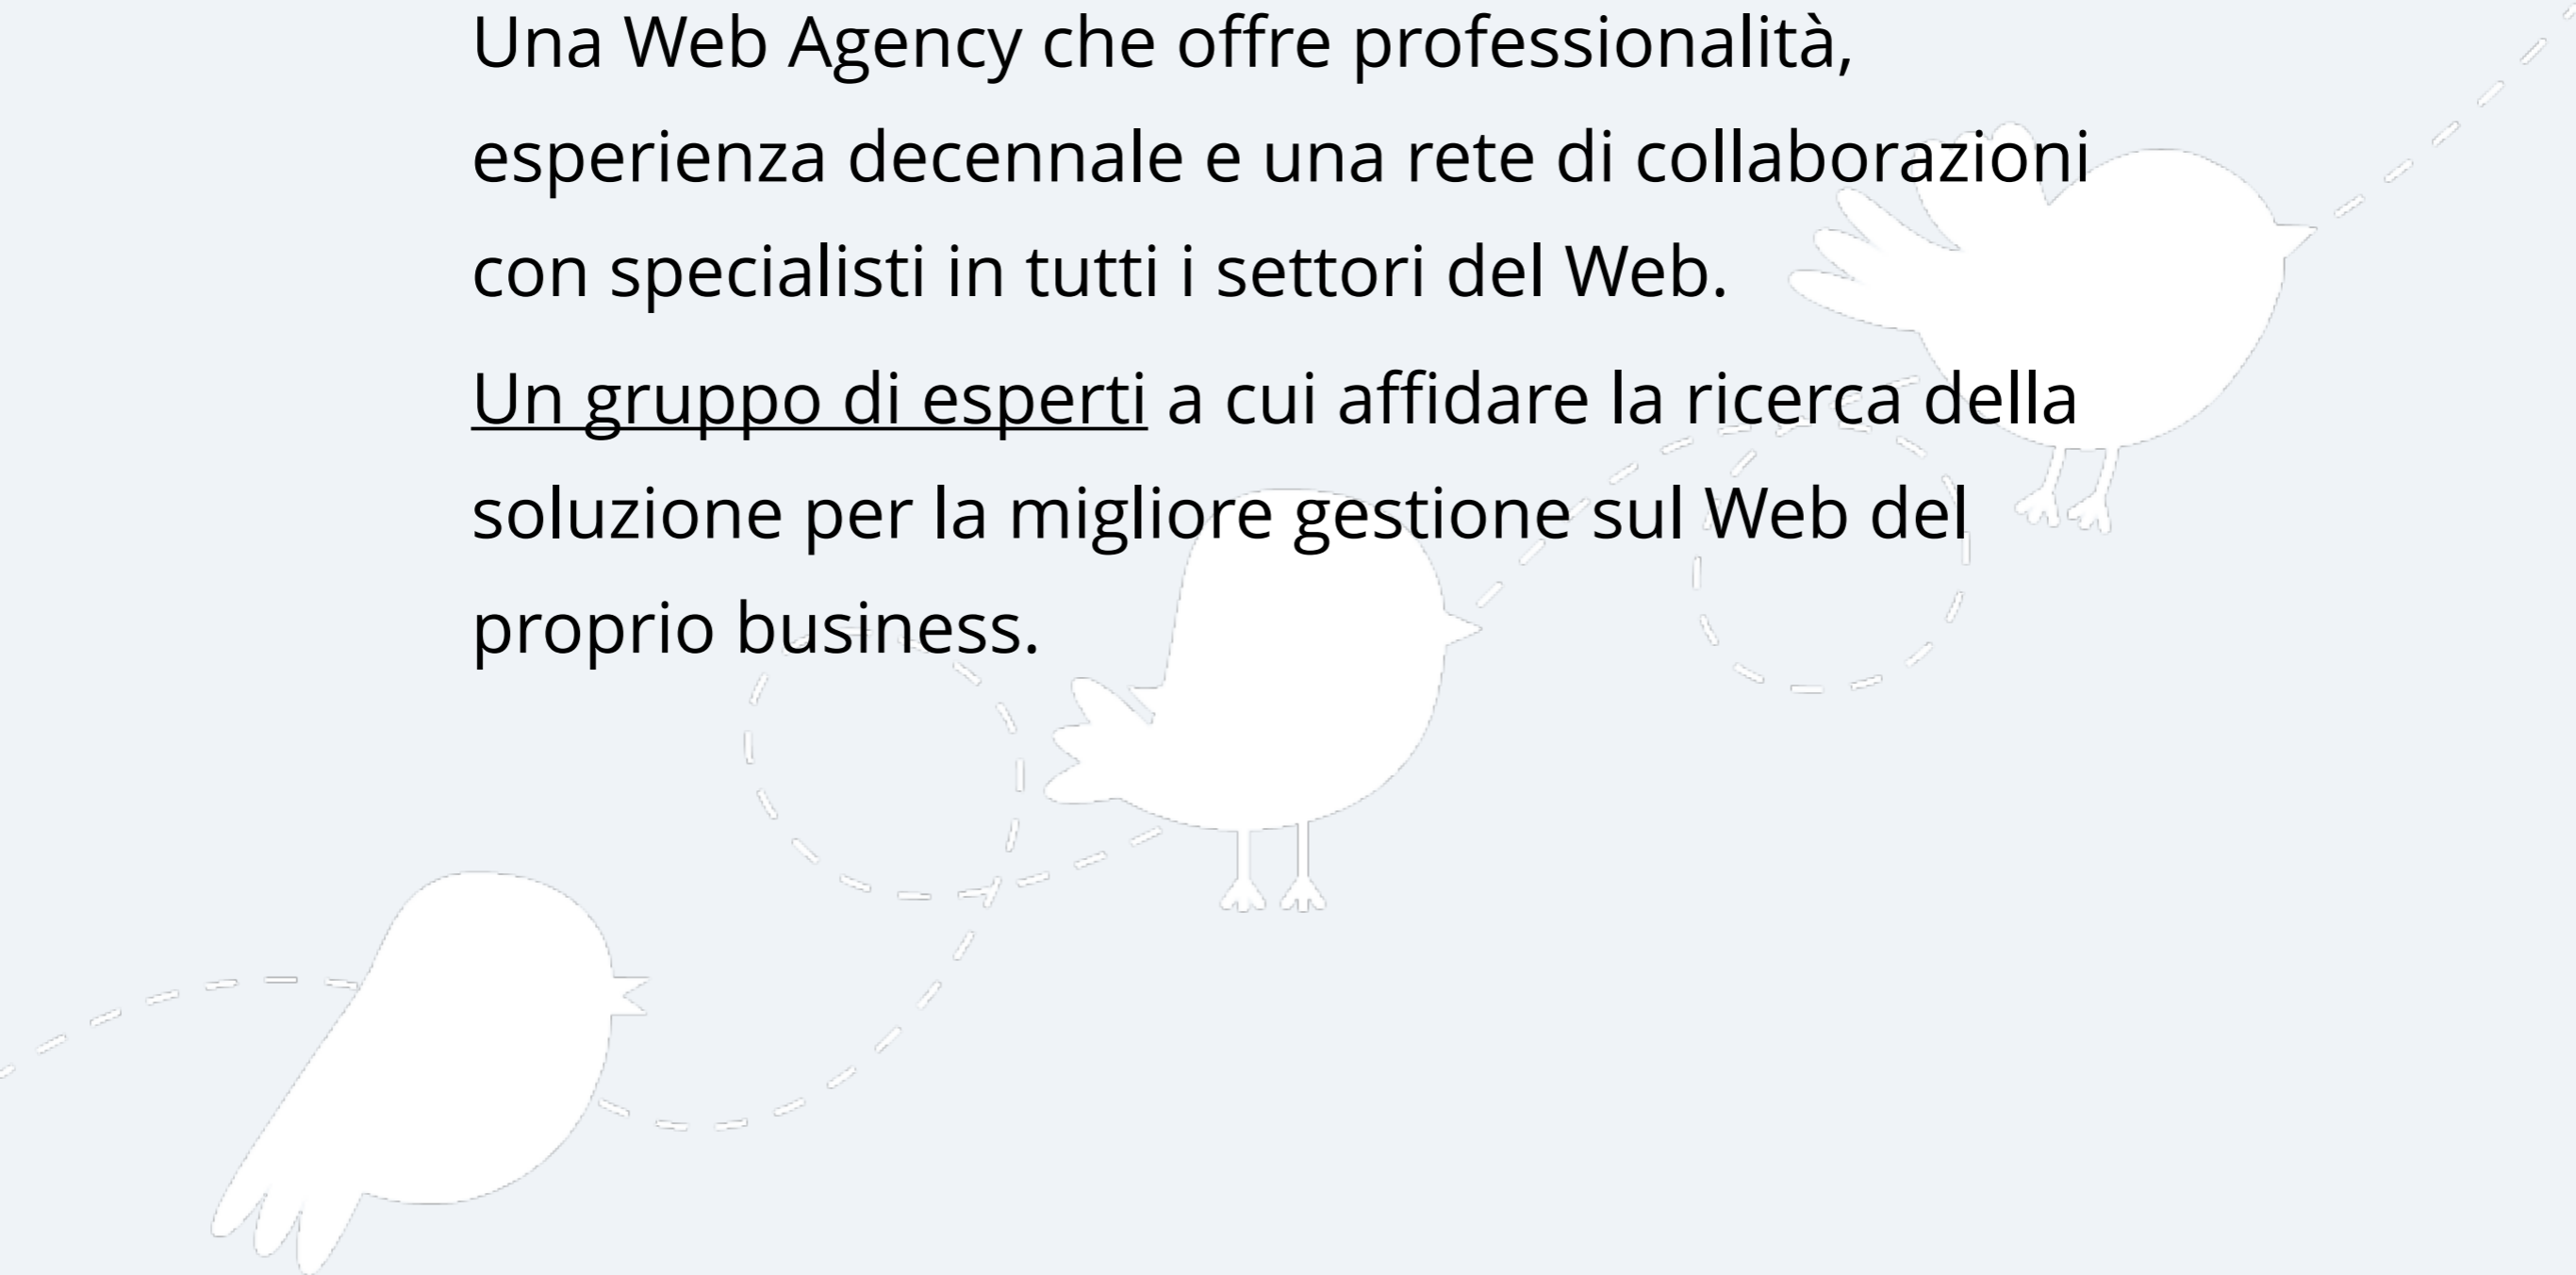 Una Web Agency che offre professionalità,
esperienza decennale e una rete di collaborazioni
con specialisti in tutti i settori del Web.
Un gruppo di esperti a cui affidare la ricerca della
soluzione per la migliore gestione sul Web del
proprio business.